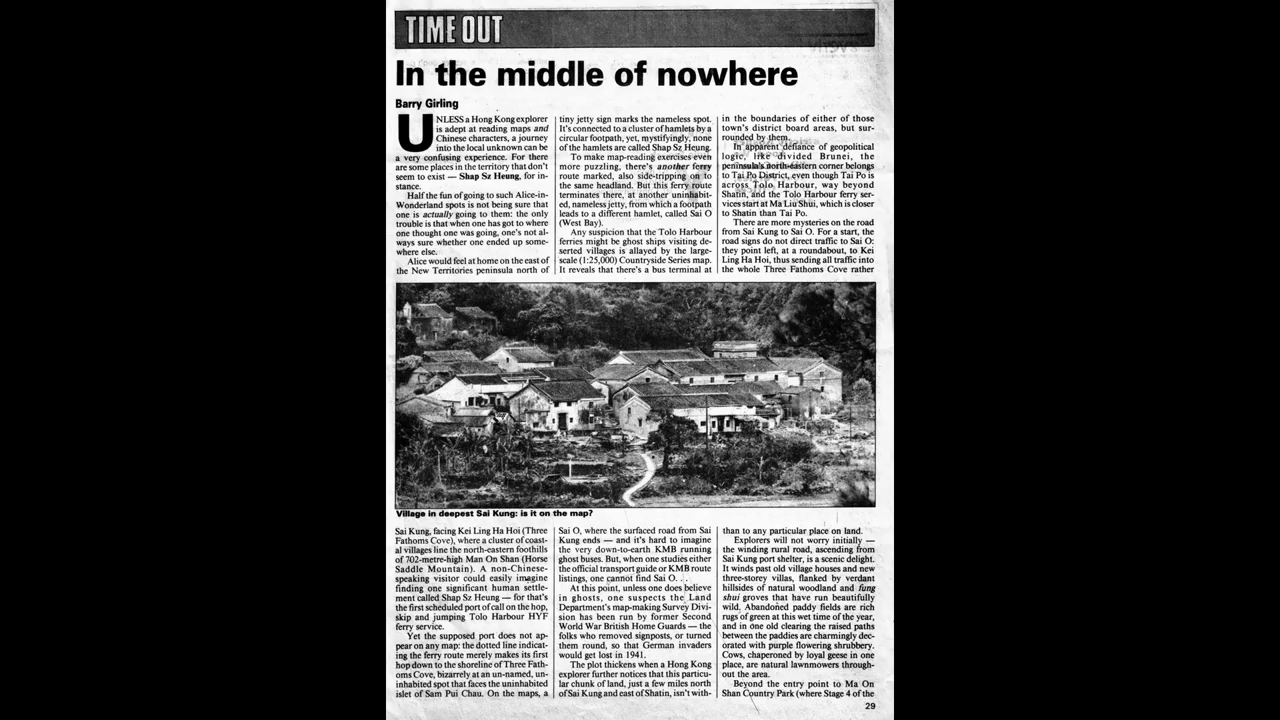 TIME OUT
In the middle of nowhere
Barry Girling
UNLESS a Hong Kong explorer
is adept at reading maps and
Chinese characters, a journey
into the local unknown can be
a very confusing experience. For there
are some places in the territory that don't
seem to exist — Shap Sz Heung, for in-
stance.
Half the fun of going to such Alice-in-
Wonderland spots is not being sure that
one is actually going to them: the only
trouble is that when one has got to where
one thought one was going, one's not al-
ways sure whether one ended up some-
where else.
Alice would feel at home on the east of
the New Territories peninsula north of
tiny jetty sign marks the nameless spot.
It's connected to a cluster of hamlets by a
circular footpath, yet, mystifyingly, none
of the hamlets are called Shap Sz Heung.
To make map-reading exercises even
more puzzling, there's another ferry
route marked, also side-tripping on
the same headland. But this ferry route
terminates there, at another uninhabit-
ed, nameless jetty, from which a footpath
leads to a different hamlet, called Sai O
(West Bay).
Any suspicion that the Tolo Harbour
ferries might be ghost ships visiting de-
serted villages is allayed by the large-
scale (1:25,000) Countryside Series map.
It reveals that there's a bus terminal at
in the boundaries of either of those
town's district board areas, but sur-
rounded by them.
In apparent defiance of geopolitical
logic, like divided Brunei, the
peninsula's north-eastern corner belongs
to Tai Po District, even though Tai Po is
across Tolo Harbour, way beyond
Shatin, and the Tolo Harbour ferry ser-
vices start at Ma Liu Shui, which is closer
to Shatin than Tai Po.
There are more mysteries on the road
from Sai Kung to Sai O. For a start, the
road signs do not direct traffic to Sai O:
they point left, at a roundabout, to Kei
Ling Ha Hoi, thus sending all traffic into
the whole Three Fathoms Cove rather
Village in deepest Sai Kung: is it on the map?
Sai Kung, facing Kei Ling Ha Hoi (Three
Fathoms Cove), where a cluster of coast-
al villages line the north-eastern foothills
of 702-metre-high Man On Shan (Horse
Saddle Mountain). A non-Chinese-
speaking visitor could easily imagine
finding one significant human settle-
ment called Shap Sz Heung — for that's
the first scheduled port of call on the hop,
skip and jumping Tolo Harbour HYF
ferry service.
Yet the supposed port does not ap-
pear on any map: the dotted line indicat-
ing the ferry route merely makes its first
hop down to the shoreline of Three Fath-
oms Cove, bizarrely at an un-named, un-
inhabited spot that faces the uninhabited
islet of Sam Pui Chau. On the maps, a
Sai O, where the surfaced road from Sai
Kung ends — and it's hard to imagine
the very down-to-earth KMB running
ghost buses. But, when one studies either
the official transport guide or KMB route
listings, one cannot find Sai O. . .
At this point, unless one does believe
in ghosts, one suspects the Land
Department's map-making Survey Divi-
sion has been run by former Second
World War British Home Guards — the
folks who removed signposts, or turned
them round, so that German invaders
would get lost in 1941.
The plot thickens when a Hong Kong
explorer further notices that this particu-
lar chunk of land, just a few miles north
of Sai Kung and east of Shatin, isn't with-
than to any particular place on land.
Explorers will not worry initially —
the winding rural road, ascending from
Sai Kung port shelter, is a scenic delight.
It winds past old village houses and new
three-storey villas, flanked by verdant
hillsides of natural woodland and fung
shui groves that have run beautifully
wild. Abandoned paddy fields are rich
rugs of green at this wet time of the year,
and in one old clearing the raised paths
between the paddies are charmingly dec-
orated with purple flowering shrubbery.
Cows, chaperoned by loyal geese in one
place, are natural lawnmowers through-
out the area.
Beyond the entry point to Ma On
Shan Country Park (where Stage 4 of the
29